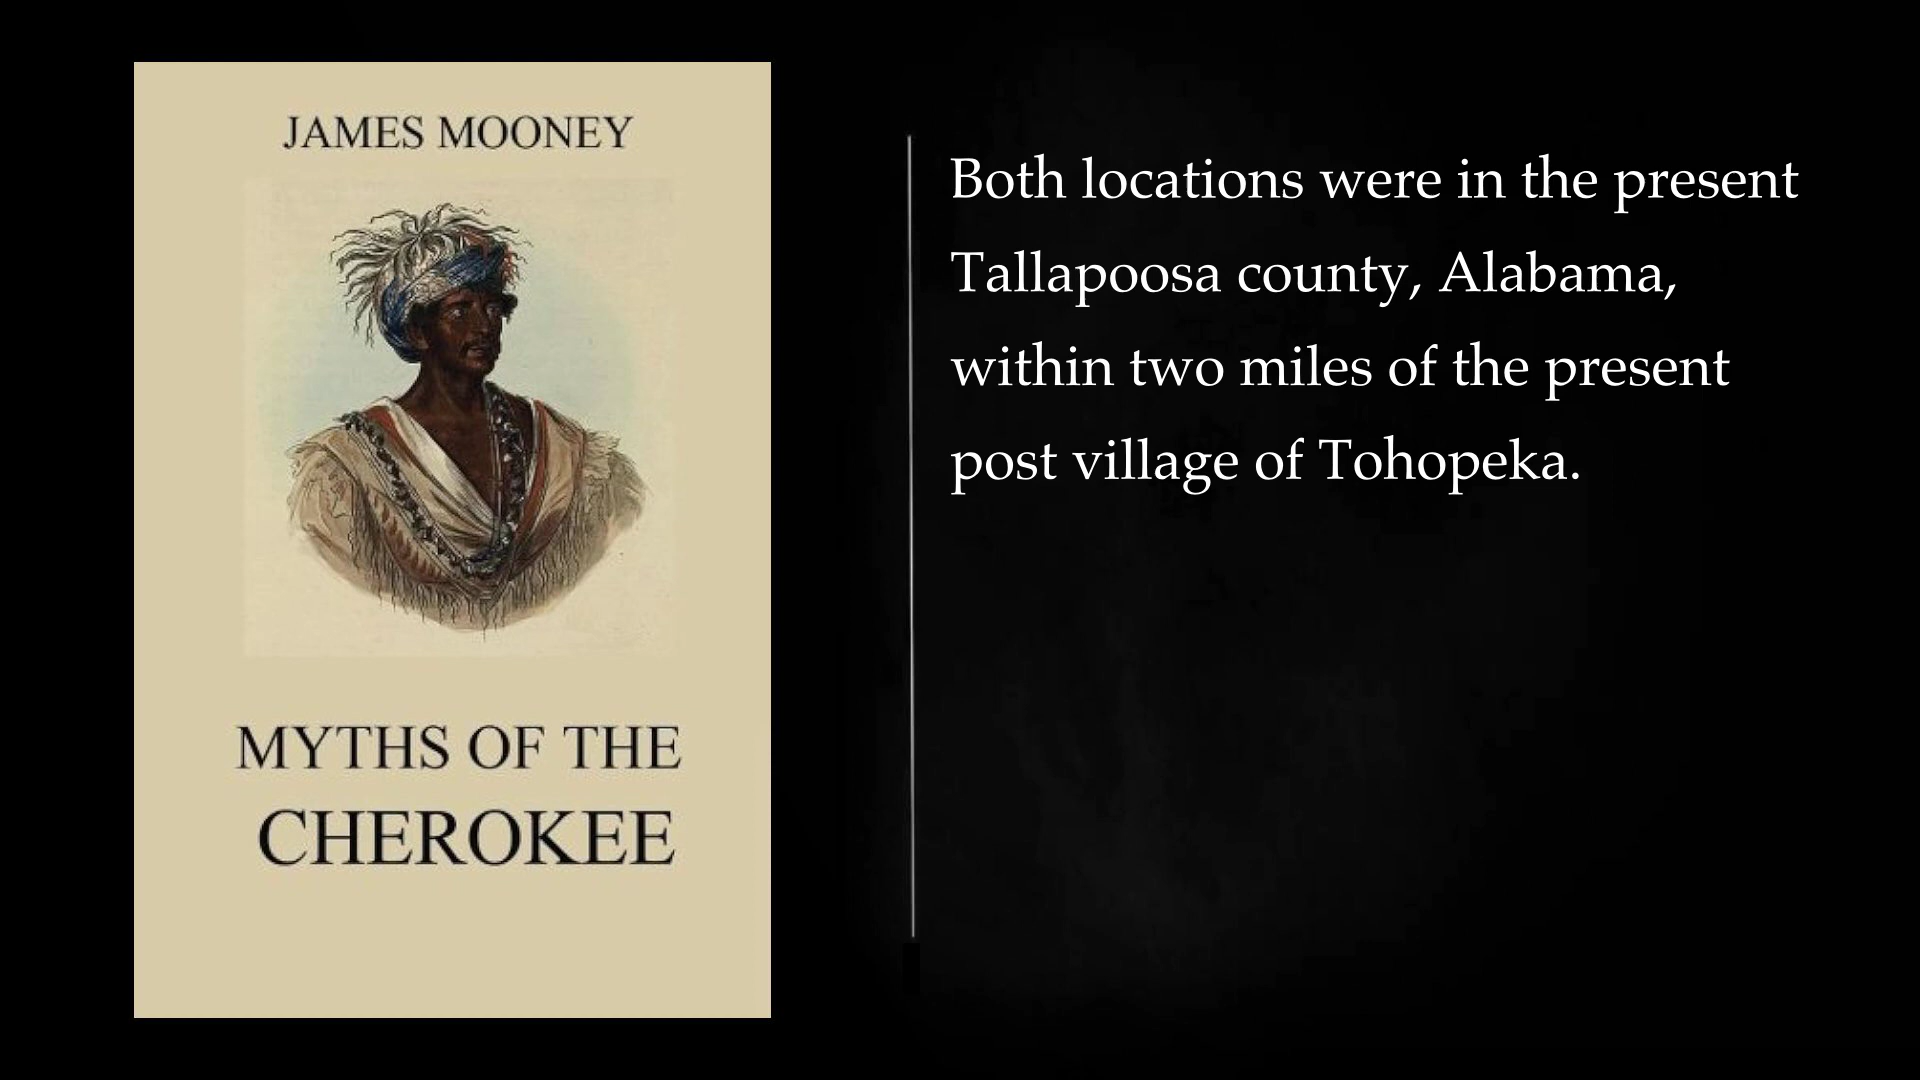 JAMES MOONEY
MYTHS OF THE
CHEROKEE
Both locations were in the present
Tallapoosa county, Alabama,
within two miles of the present
post village of Tohopeka.